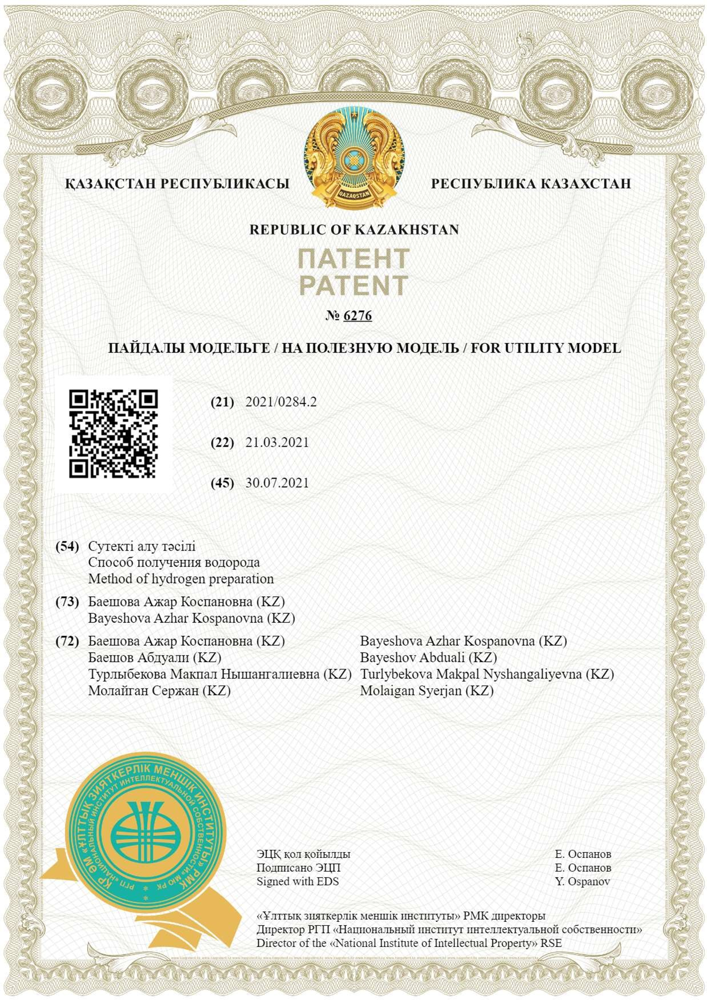 ҚАЗАҚСТАН РЕСПУБЛИКАСЫ
РЕСПУБЛИКА КАЗАХСТАН
QAZAQSTAN
REPUBLIC OF KAZAKHSTAN
ПАТЕНТ
PATENT
№ 6276
ПАЙДАЛЫ МОДЕЛЬГЕ / НА ПОЛЕЗНУЮ МОДЕЛЬ / FOR UTILITY MODEL
(21) 2021/0284.2
(22) 21.03.2021
(45) 30.07.2021
(54) Сутекті алу тәсілі
Способ получения водорода
Method of hydrogen preparation
(73) Баешова Ажар Коспановна (KZ)
Bayeshova Azhar Kospanovna (KZ)
(72) Баешова Ажар Коспановна (KZ) Bayeshova Azhar Kospanovna (KZ)
Баешов Абдуали (KZ) Bayeshov Abduali (KZ)
Турлыбекова Макпал Нышангалиевна (KZ) Turlybekova Makpal Nyshangaliyevna (KZ)
Молайган Сержан (KZ) Molaigan Syerjan (KZ)
ҚР ӘМ «ҰЛТТЫҚ ЗИЯТКЕРЛІК МЕНШІК ИНСТИТУТЫ» РМК
РГП «НАЦИОНАЛЬНЫЙ ИНСТИТУТ ИНТЕЛЛЕКТУАЛЬНОЙ СОБСТВЕННОСТИ» МЮ РК
ЭЦҚ қол қойылды Е. Оспанов
Подписано ЭЦП Е. Оспанов
Signed with EDS Y. Ospanov
«Ұлттық зияткерлік меншік институты» РМК директоры
Директор РГП «Национальный институт интеллектуальной собственности»
Director of the «National Institute of Intellectual Property» RSE